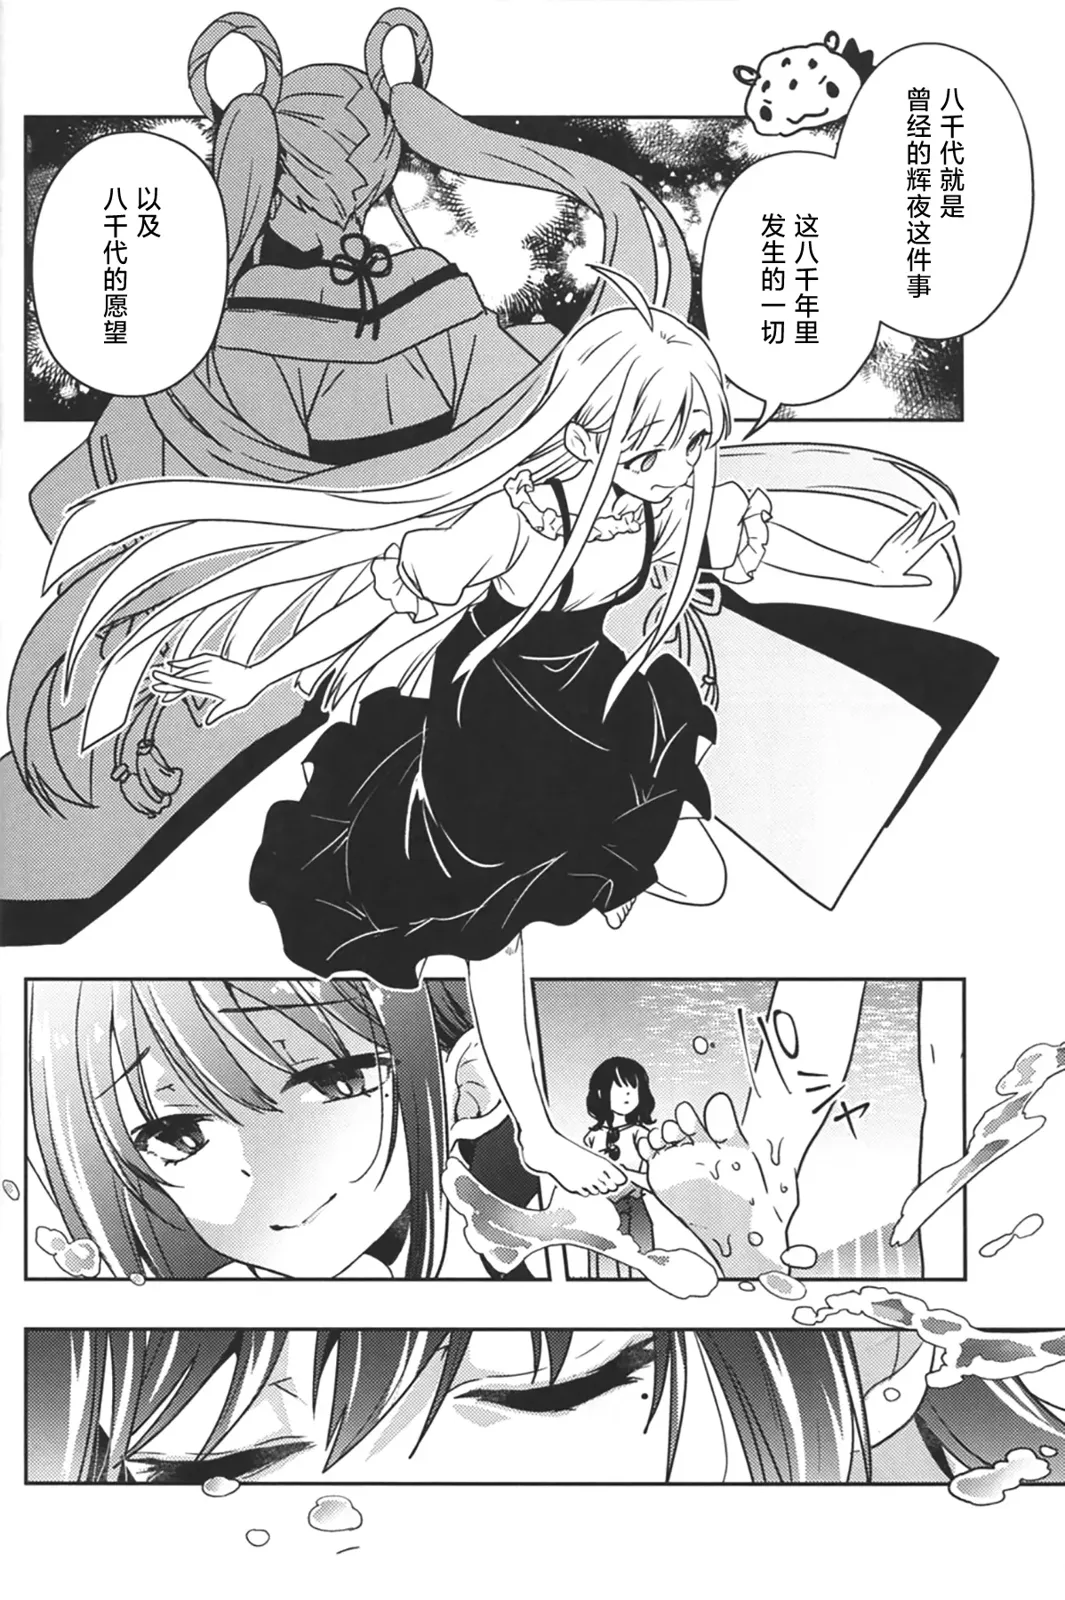 八千代就是
曾经的辉夜这件事
这八千年里
发生的一切
以及
八千代的愿望